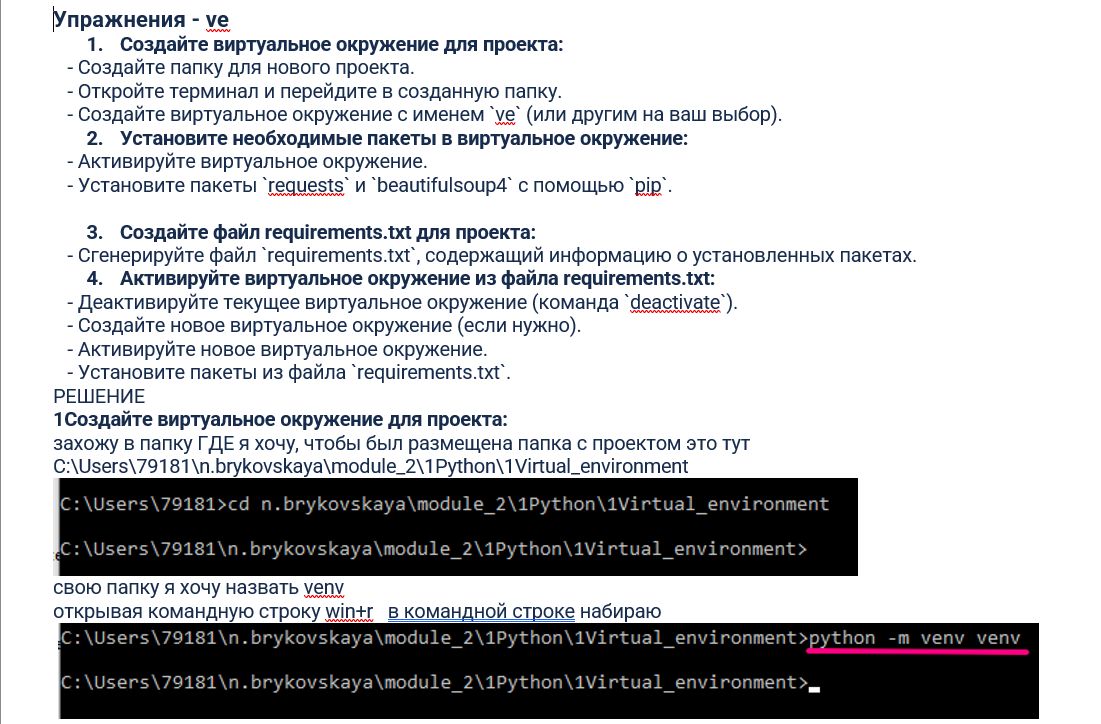 Упражнения - ve
1. Создайте виртуальное окружение для проекта:
- Создайте папку для нового проекта.
- Откройте терминал и перейдите в созданную папку.
- Создайте виртуальное окружение с именем `ve` (или другим на ваш выбор).
2. Установите необходимые пакеты в виртуальное окружение:
- Активируйте виртуальное окружение.
- Установите пакеты `requests` и `beautifulsoup4` с помощью `pip`.
3. Создайте файл requirements.txt для проекта:
- Сгенерируйте файл `requirements.txt`, содержащий информацию о установленных пакетах.
4. Активируйте виртуальное окружение из файла requirements.txt:
- Деактивируйте текущее виртуальное окружение (команда `deactivate`).
- Создайте новое виртуальное окружение (если нужно).
- Активируйте новое виртуальное окружение.
- Установите пакеты из файла `requirements.txt`.
РЕШЕНИЕ
1Создайте виртуальное окружение для проекта:
захожу в папку ГДЕ я хочу, чтобы был размещена папка с проектом это тут
C:\Users\79181\n.brykovskaya\module_2\1Python\1Virtual_environment
C:\Users\79181>cd n.brykovskaya\module_2\1Python\1Virtual_environment
C:\Users\79181\n.brykovskaya\module_2\1Python\1Virtual_environment>
свою папку я хочу назвать venv
открывая командную строку win+r в командной строке набираю
C:\Users\79181\n.brykovskaya\module_2\1Python\1Virtual_environment>python -m venv venv
C:\Users\79181\n.brykovskaya\module_2\1Python\1Virtual_environment>